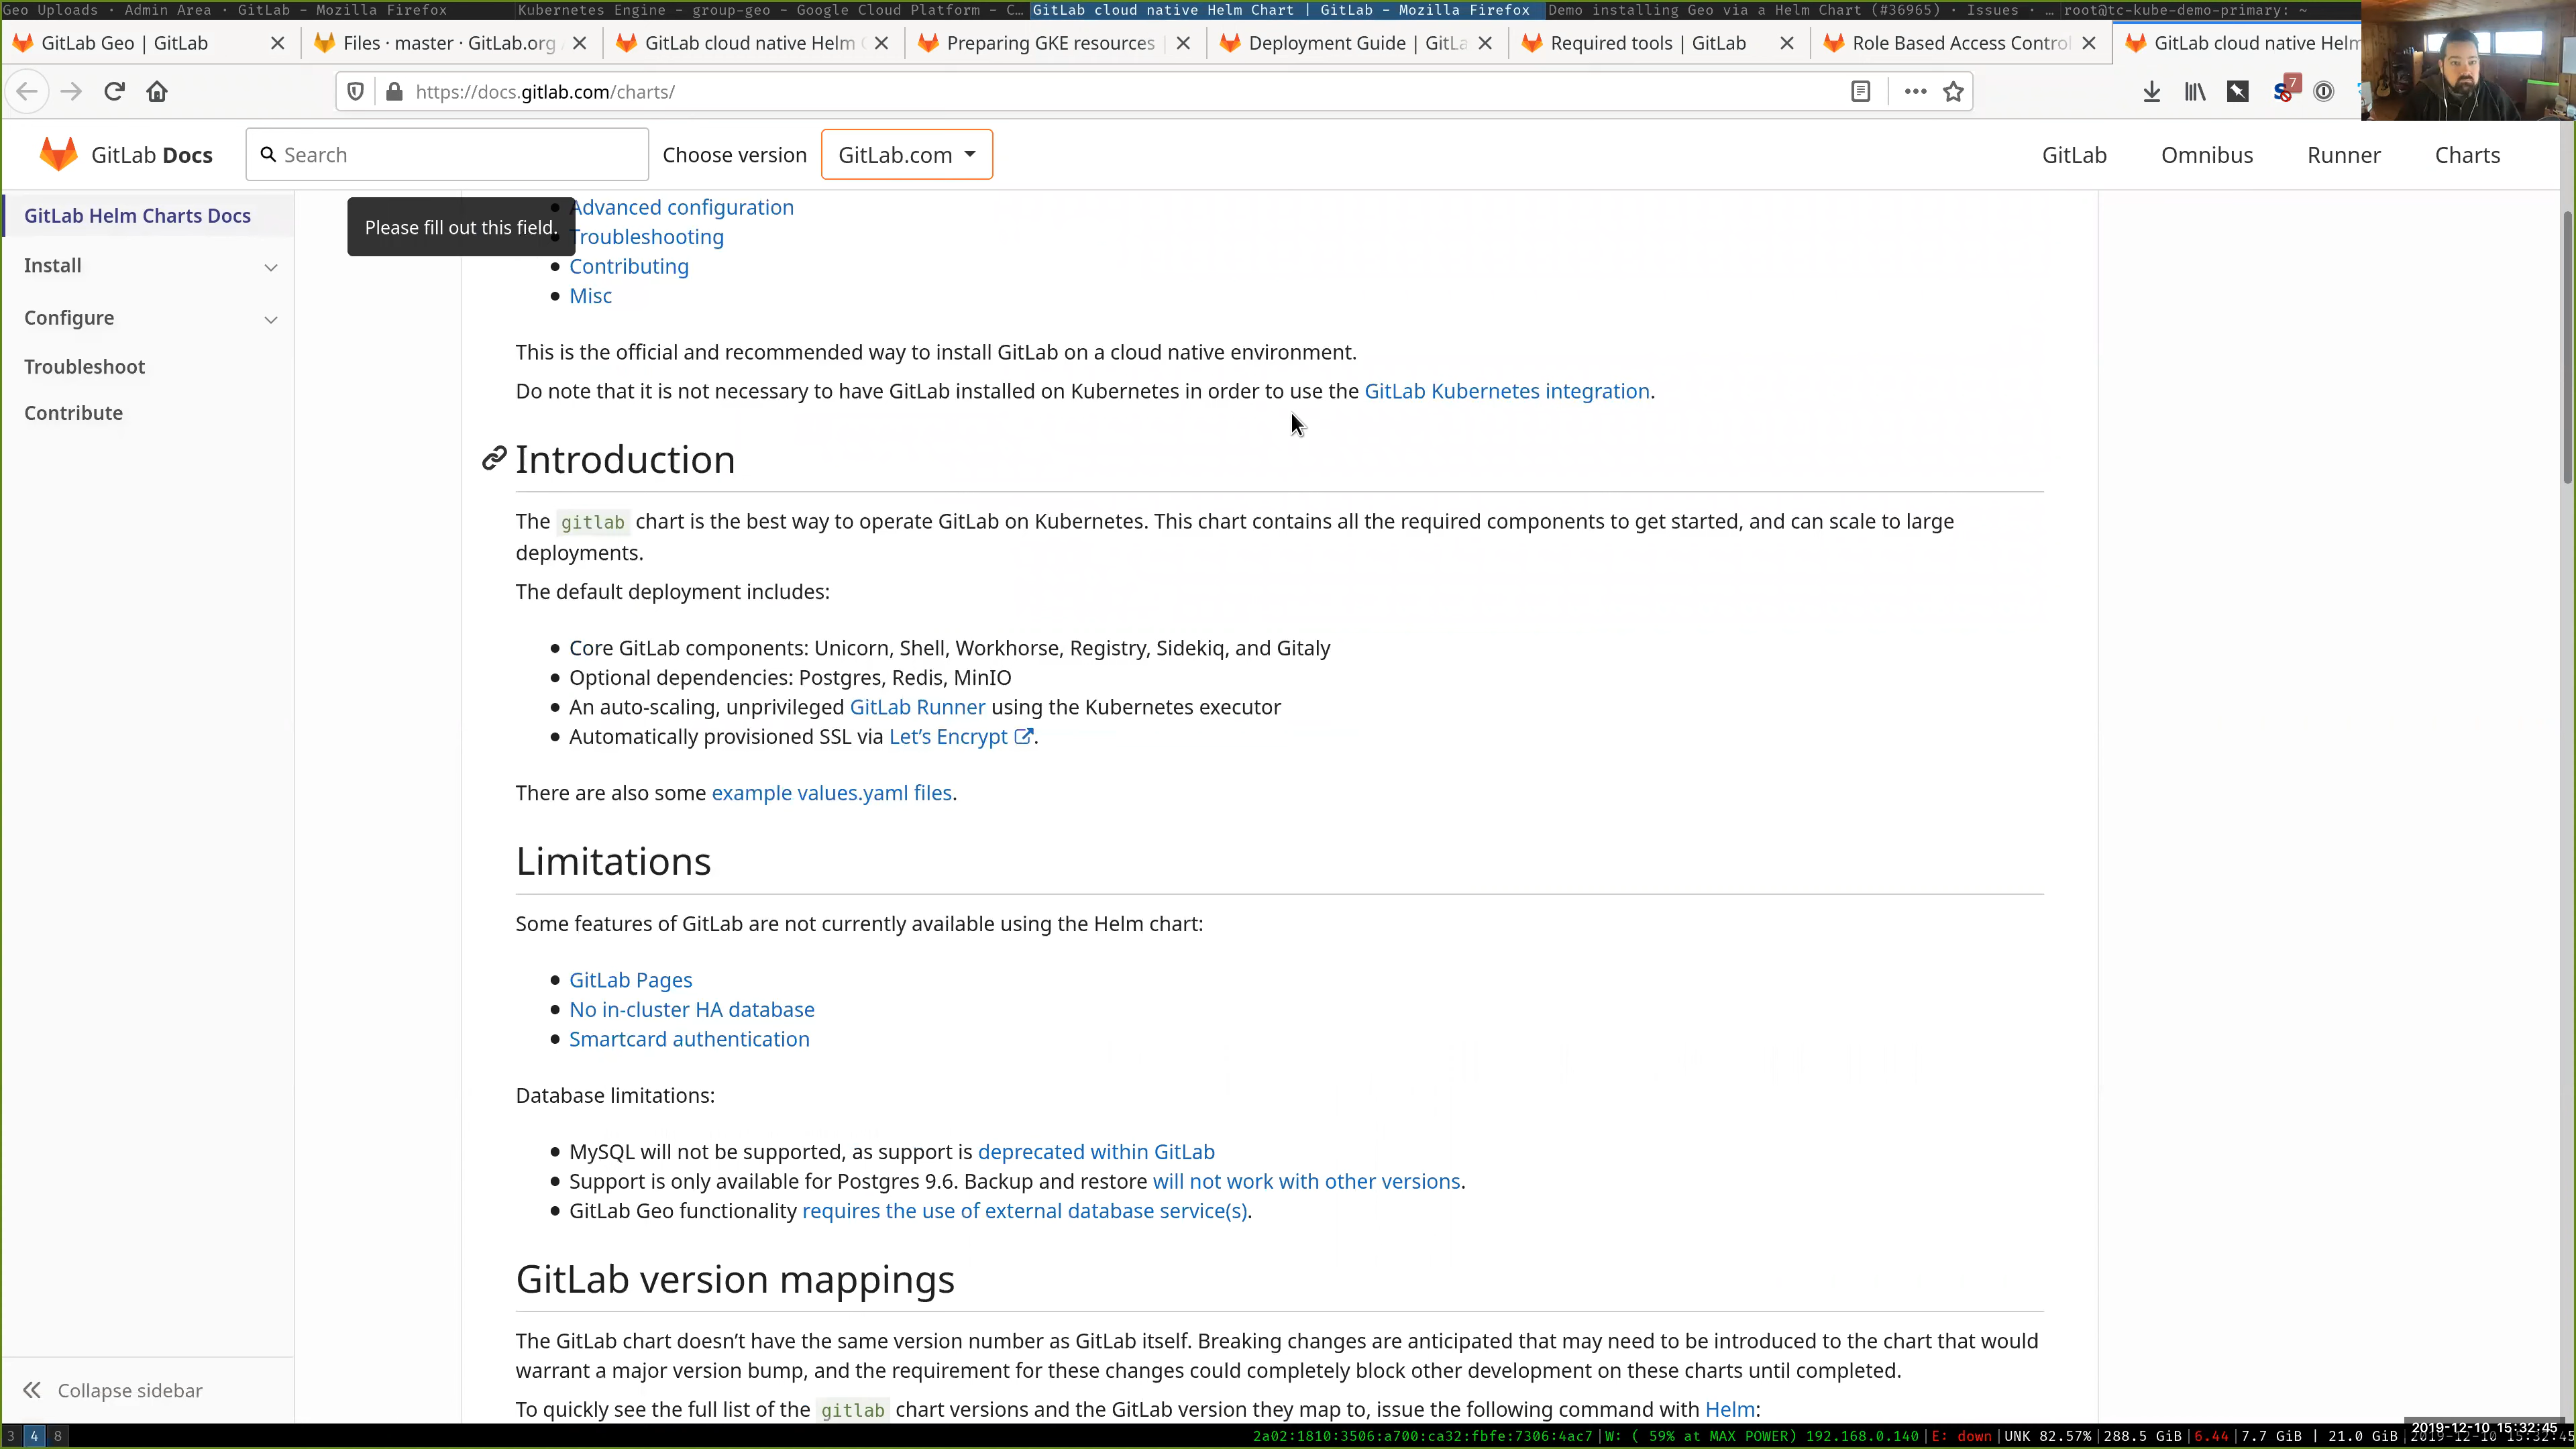 Geo Uploads · Admin Area · GitLab – Mozilla Firefox
Kubernetes Engine – group-geo – Google Cloud Platform – C…
GitLab cloud native Helm Chart | GitLab – Mozilla Firefox
Demo installing Geo via a Helm Chart (#36965) · Issues · …
root@tc-kube-demo-primary: ~
GitLab Geo | GitLab
Files · master · GitLab.org
GitLab cloud native Helm
Preparing GKE resources
Deployment Guide | GitLa
Required tools | GitLab
Role Based Access Control
GitLab cloud native Helm
https://docs.gitlab.com/charts/
7
GitLab Docs
Search
Choose version
GitLab.com
GitLab
Omnibus
Runner
Charts
GitLab Helm Charts Docs
Install
Configure
Troubleshoot
Contribute
Please fill out this field.
Advanced configuration
Troubleshooting
Contributing
Misc
This is the official and recommended way to install GitLab on a cloud native environment.
Do note that it is not necessary to have GitLab installed on Kubernetes in order to use the GitLab Kubernetes integration.
Introduction
The gitlab chart is the best way to operate GitLab on Kubernetes. This chart contains all the required components to get started, and can scale to large
deployments.
The default deployment includes:
Core GitLab components: Unicorn, Shell, Workhorse, Registry, Sidekiq, and Gitaly
Optional dependencies: Postgres, Redis, MinIO
An auto-scaling, unprivileged GitLab Runner using the Kubernetes executor
Automatically provisioned SSL via Let's Encrypt.
There are also some example values.yaml files.
Limitations
Some features of GitLab are not currently available using the Helm chart:
GitLab Pages
No in-cluster HA database
Smartcard authentication
Database limitations:
MySQL will not be supported, as support is deprecated within GitLab
Support is only available for Postgres 9.6. Backup and restore will not work with other versions.
GitLab Geo functionality requires the use of external database service(s).
GitLab version mappings
The GitLab chart doesn't have the same version number as GitLab itself. Breaking changes are anticipated that may need to be introduced to the chart that would
warrant a major version bump, and the requirement for these changes could completely block other development on these charts until completed.
To quickly see the full list of the gitlab chart versions and the GitLab version they map to, issue the following command with Helm:
Collapse sidebar
3 4 8
2a02:1810:3506:a700:ca32:fbfe:7306:4ac7|W: ( 59% at MAX POWER) 192.168.0.140|E: down|UNK 82.57%|288.5 GiB|6.44|7.7 GiB | 21.0 GiB
2019-12-10 15:32:45